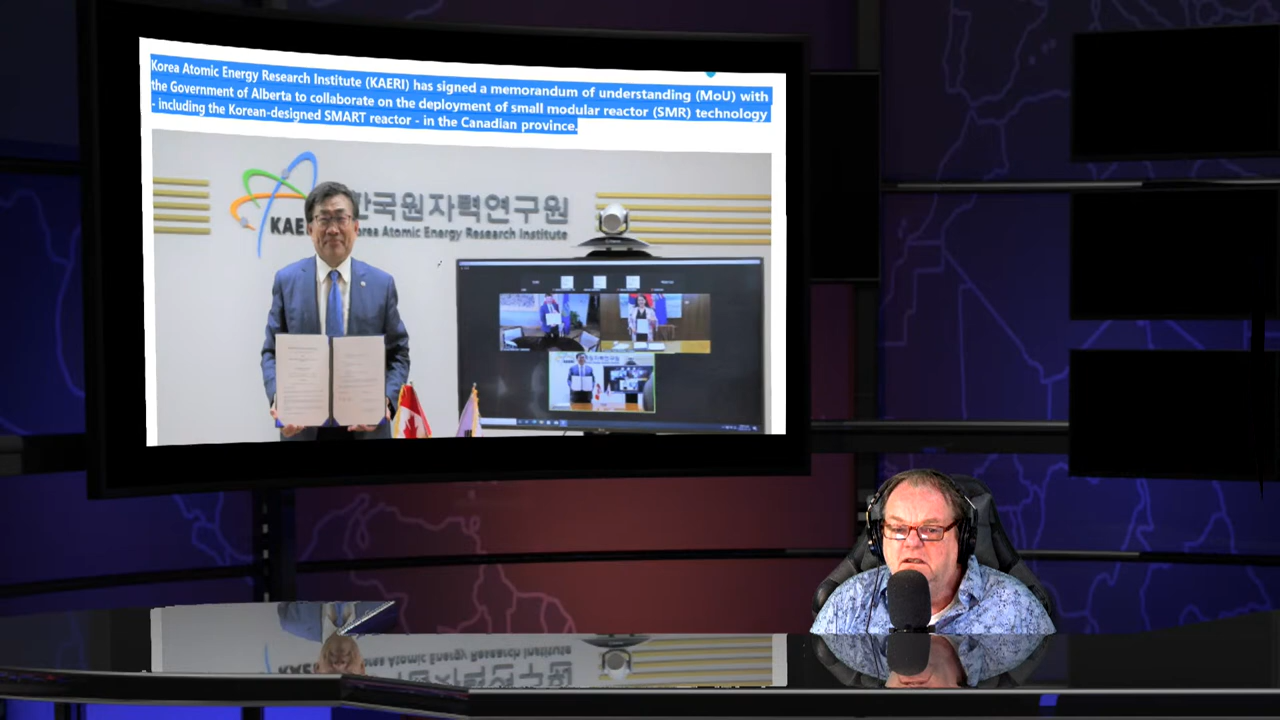 Korea Atomic Energy Research Institute (KAERI) has signed a memorandum of understanding (MoU) with
the Government of Alberta to collaborate on the deployment of small modular reactor (SMR) technology
- including the Korean-designed SMART reactor - in the Canadian province.
한국원자력연구원
KAE
orea Atomic Energy Research Institute